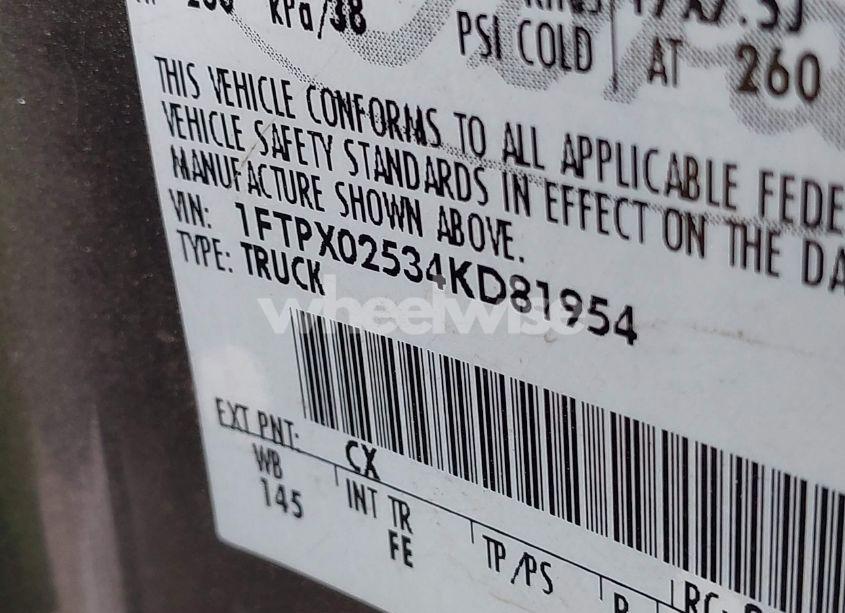 kPa/38
PSI COLD AT 260
THIS VEHICLE CONFORMS TO ALL APPLICABLE FEDE
VEHICLE SAFETY STANDARDS IN EFFECT ON THE DA
MANUFACTURE SHOWN ABOVE.
VIN: 1FTPX02534KD81954
TYPE: TRUCK
wheelwise
EXT PNT: CX
WB INT TR TP/PS
145 FE